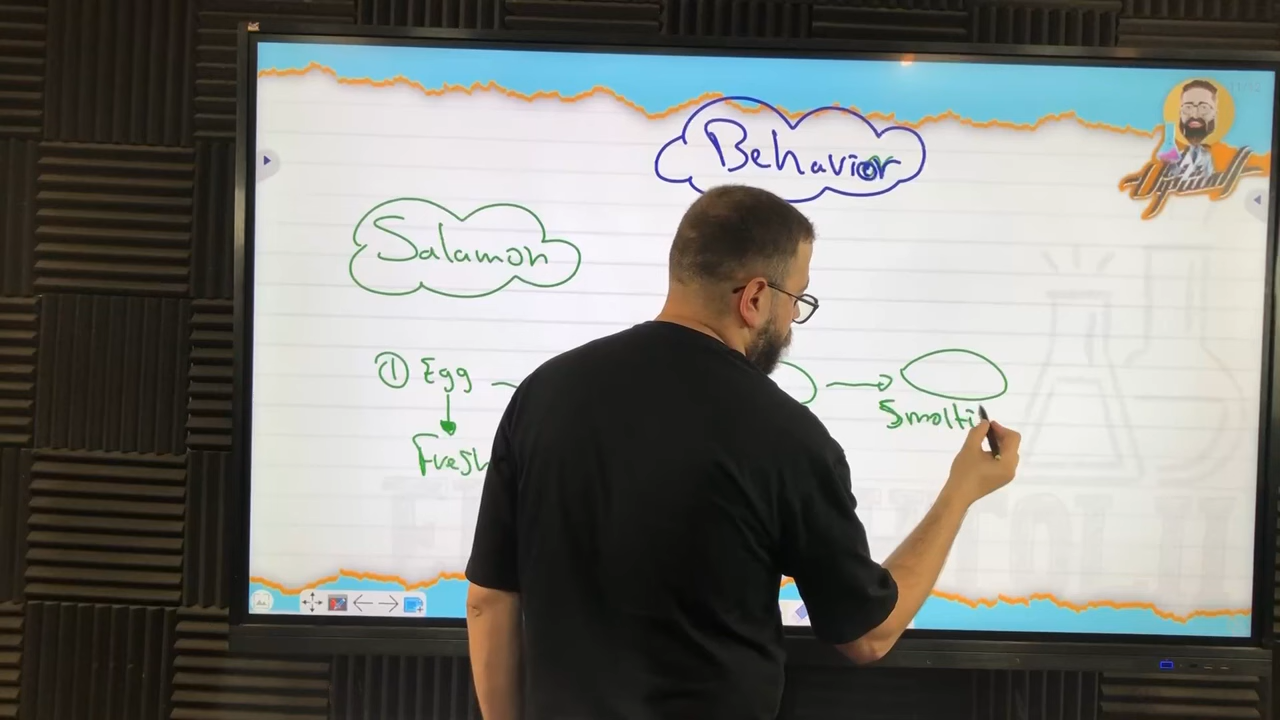 Behavior
Salamon
① Egg
Fresh
Smolti